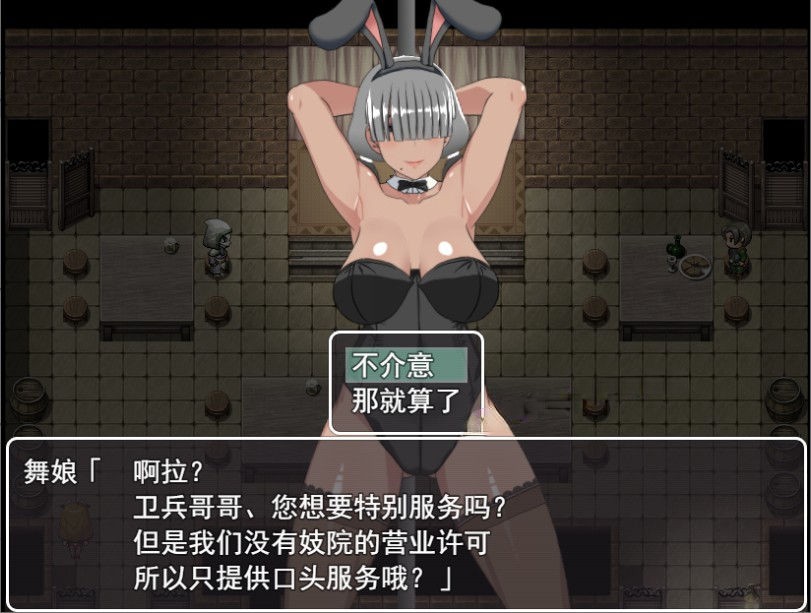 不介意
那就算了
舞娘「 啊拉？
卫兵哥哥、您想要特别服务吗？
但是我们没有妓院的营业许可
所以只提供口头服务哦？」